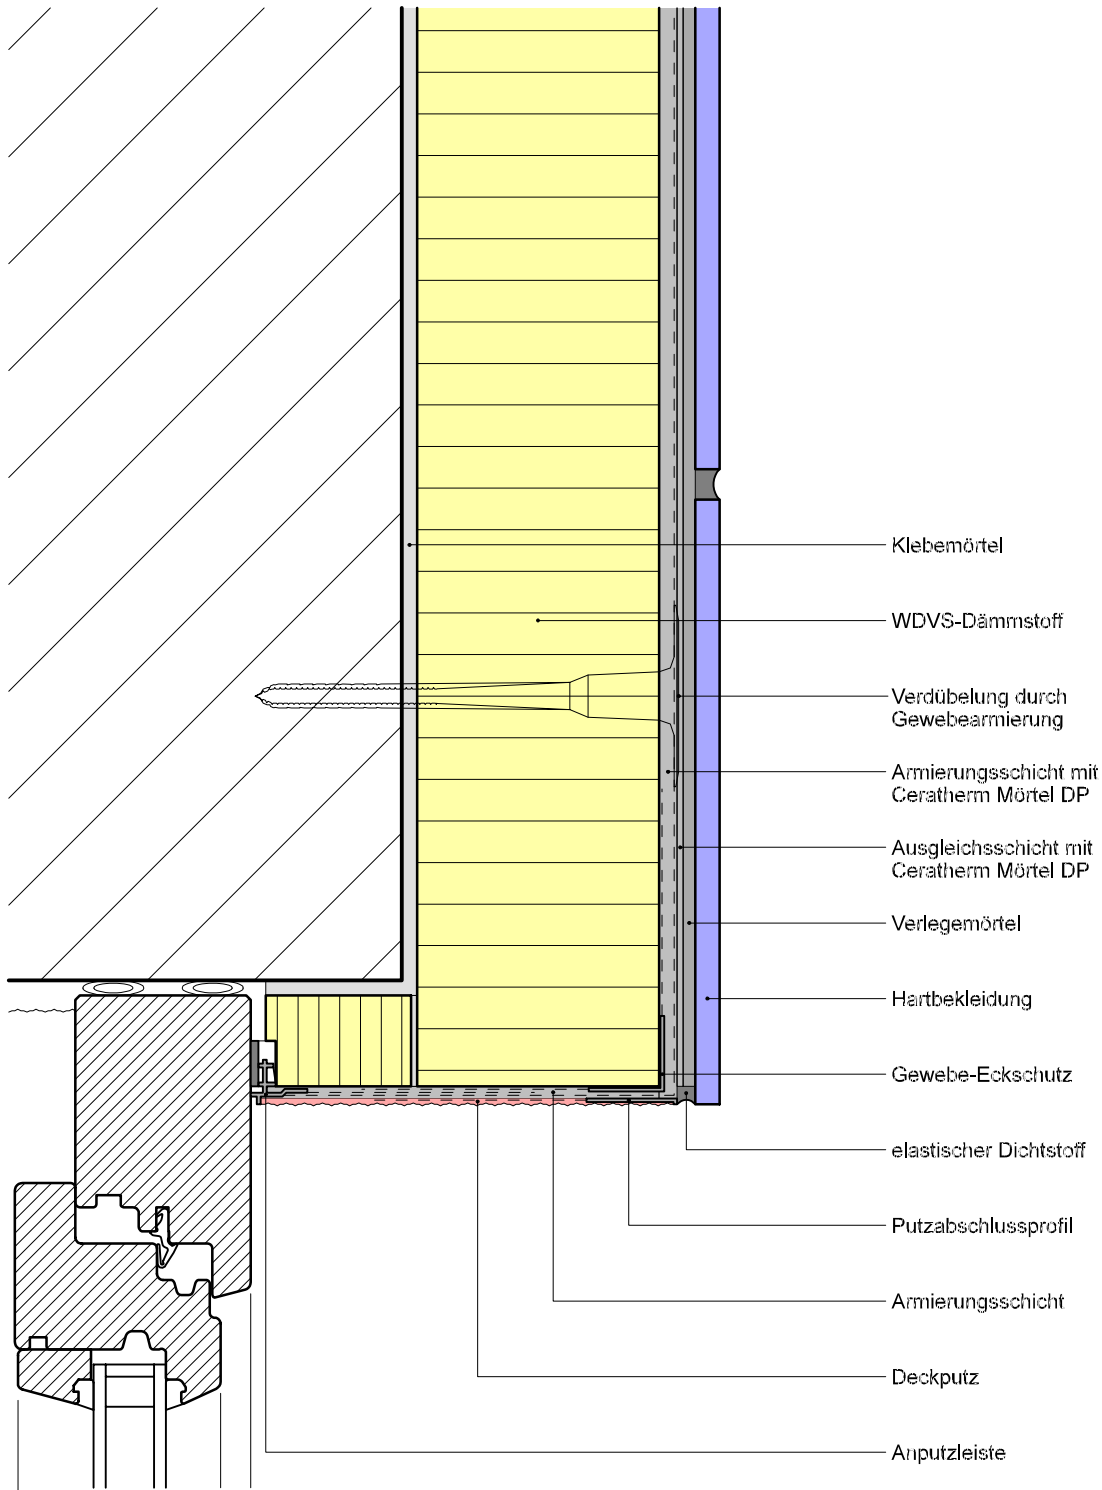 Klebemörtel
WDVS-Dämmstoff
Verdübelung durch
Gewebearmierung
Armierungsschicht mit
Ceratherm Mörtel DP
Ausgleichsschicht mit
Ceratherm Mörtel DP
Verlegemörtel
Hartbekleidung
Gewebe-Eckschutz
elastischer Dichtstoff
Putzabschlussprofil
Armierungsschicht
Deckputz
Anputzleiste